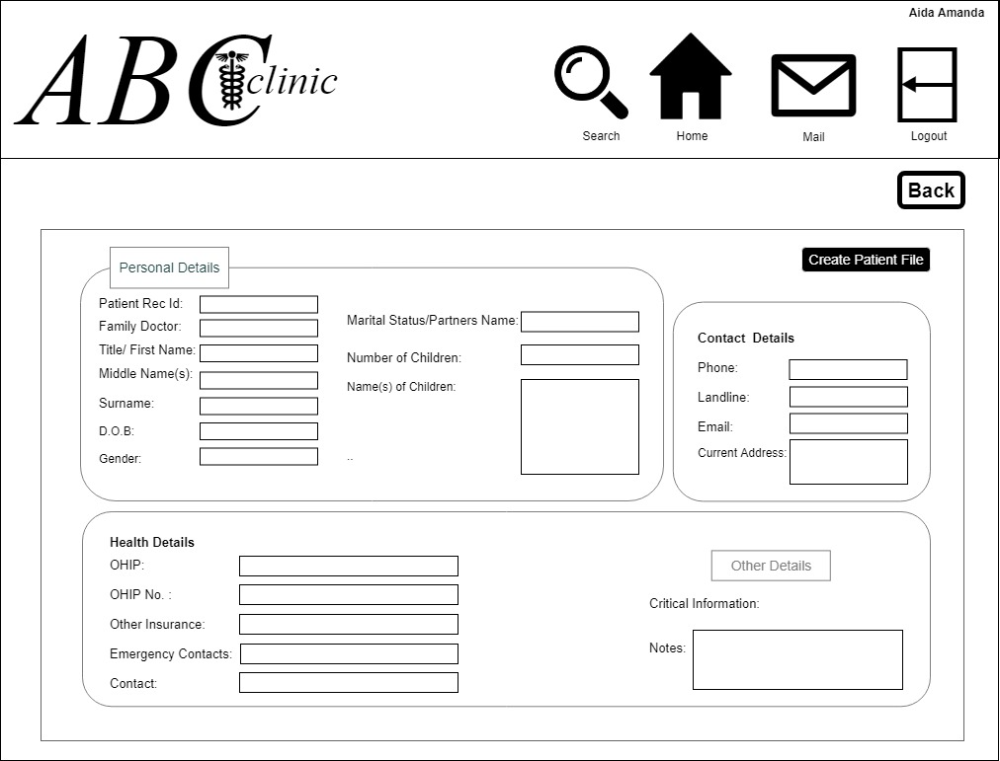 Aida Amanda
ABC clinic
Search
Home
Mail
Logout
Back
Create Patient File
Personal Details
Patient Rec Id:
Family Doctor:
Title/ First Name:
Middle Name(s):
Surname:
D.O.B:
Gender:
Marital Status/Partners Name:
Number of Children:
Name(s) of Children:
..
Contact Details
Phone:
Landline:
Email:
Current Address:
Health Details
OHIP:
OHIP No. :
Other Insurance:
Emergency Contacts:
Contact:
Other Details
Critical Information:
Notes: